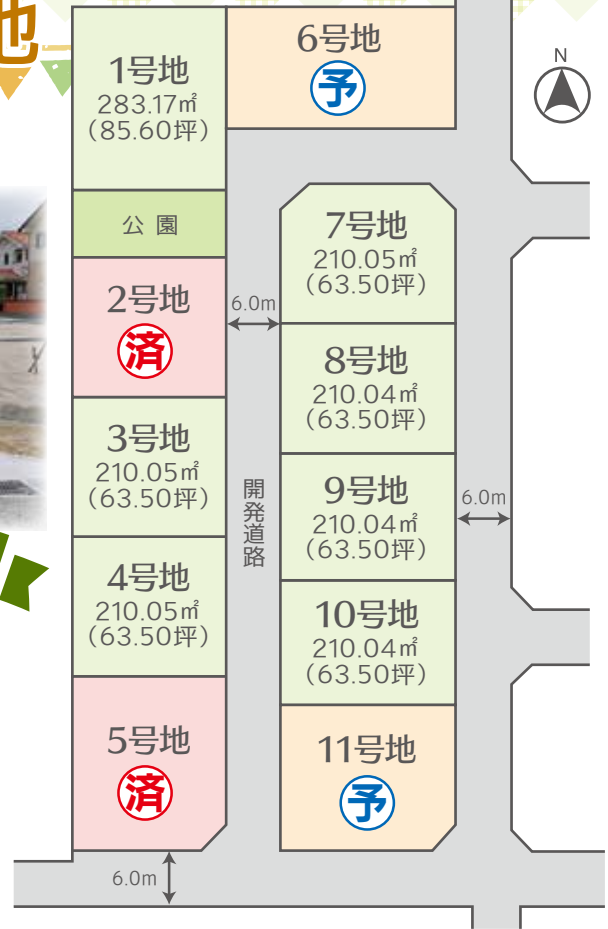 地
1号地
283.17㎡
（85.60坪）
6号地
予
N
公園
2号地
済
6.0m
7号地
210.05㎡
（63.50坪）
3号地
210.05㎡
（63.50坪）
8号地
210.04㎡
（63.50坪）
開発道路
9号地
210.04㎡
（63.50坪）
6.0m
4号地
210.05㎡
（63.50坪）
10号地
210.04㎡
（63.50坪）
5号地
済
11号地
予
6.0m